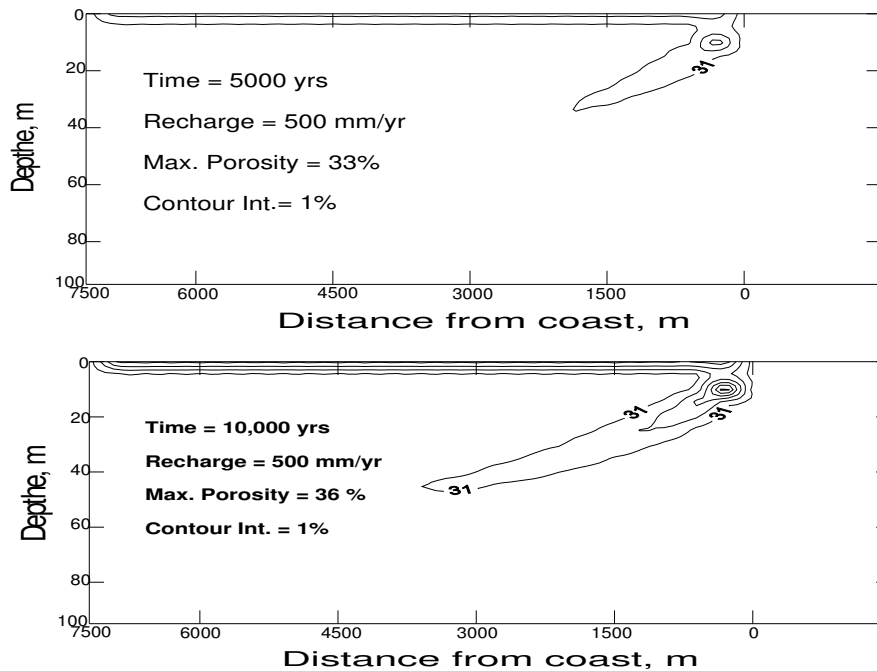 0
20
40
60
80
100
Depthe, m
Time = 5000 yrs
Recharge = 500 mm/yr
Max. Porosity = 33%
Contour Int.= 1%
31
7500 6000 4500 3000 1500 0
Distance from coast, m
0
20
40
60
80
100
Depthe, m
Time = 10,000 yrs
Recharge = 500 mm/yr
Max. Porosity = 36 %
Contour Int. = 1%
31
31
31
7500 6000 4500 3000 1500 0
Distance from coast, m